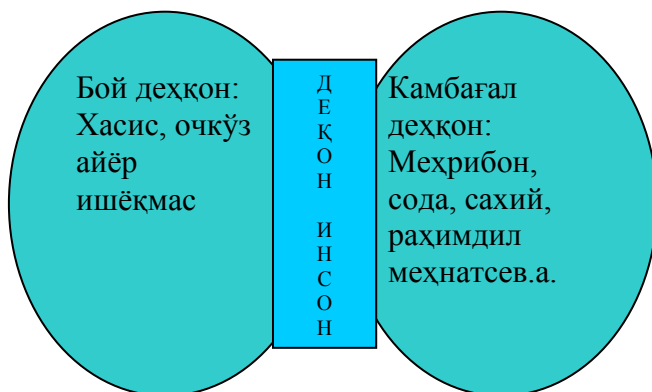 Бой деҳқон:
Хасис, очкўз
айёр
ишёқмас
Д
Е
Қ
О
Н
И
Н
С
О
Н
Камбағал
деҳқон:
Меҳрибон,
сода, сахий,
раҳимдил
меҳнатсев.а.